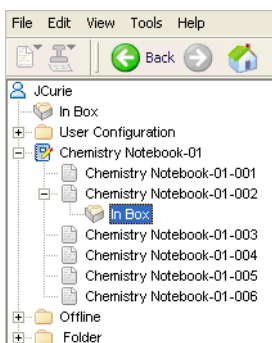 File Edit View Tools Help
Back
JCurie
In Box
User Configuration
Chemistry Notebook-01
Chemistry Notebook-01-001
Chemistry Notebook-01-002
In Box
Chemistry Notebook-01-003
Chemistry Notebook-01-004
Chemistry Notebook-01-005
Chemistry Notebook-01-006
Offline
Folder